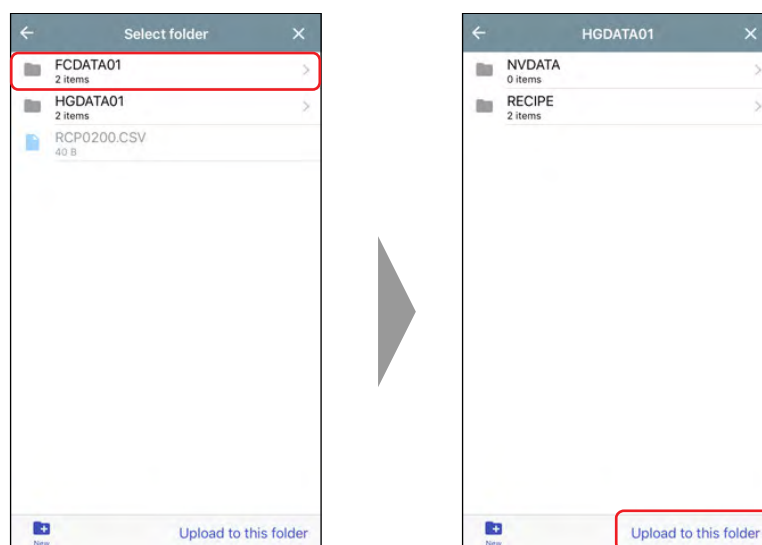 Select folder
FCDATA01
2 items
HGDATA01
2 items
RCP0200.CSV
40 B
New
Upload to this folder
HGDATA01
NVDATA
0 items
RECIPE
2 items
New
Upload to this folder